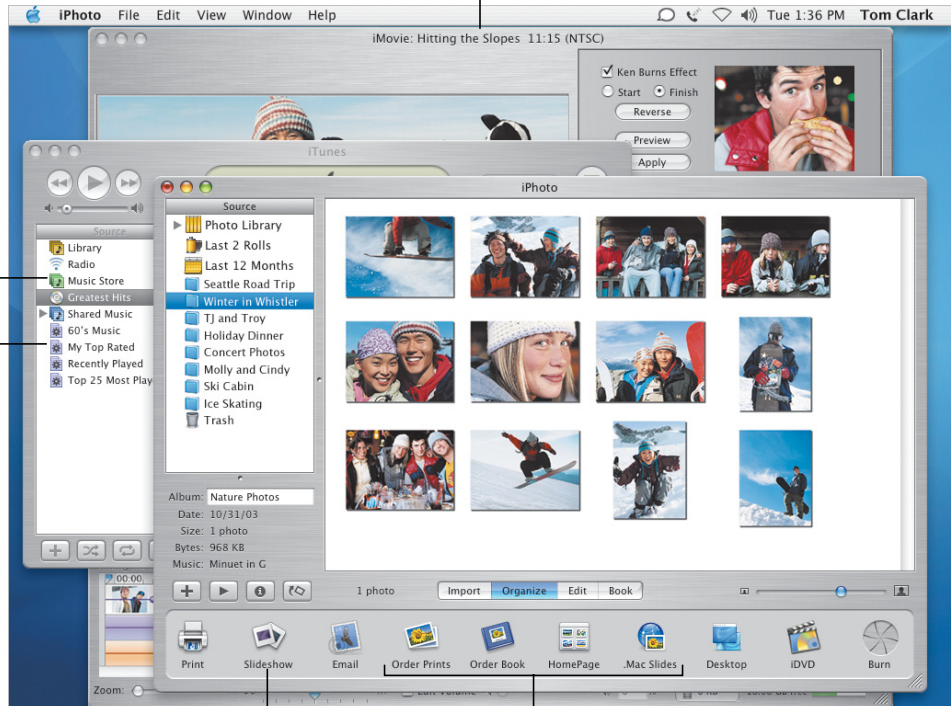 iPhoto File Edit View Window Help Tue 1:36 PM Tom Clark
iMovie: Hitting the Slopes 11:15 (NTSC)
Ken Burns Effect
Start Finish
Reverse
Preview
Apply
iTunes
Source
Library
Radio
Music Store
Greatest Hits
Shared Music
60's Music
My Top Rated
Recently Played
Top 25 Most Play
iPhoto
Source
Photo Library
Last 2 Rolls
Last 12 Months
Seattle Road Trip
Winter in Whistler
TJ and Troy
Holiday Dinner
Concert Photos
Molly and Cindy
Ski Cabin
Ice Skating
Trash
Album: Nature Photos
Date: 10/31/03
Size: 1 photo
Bytes: 968 KB
Music: Minuet in G
1 photo
Import Organize Edit Book
Print Slideshow Email Order Prints Order Book HomePage .Mac Slides Desktop iDVD Burn
00:00
Zoom: